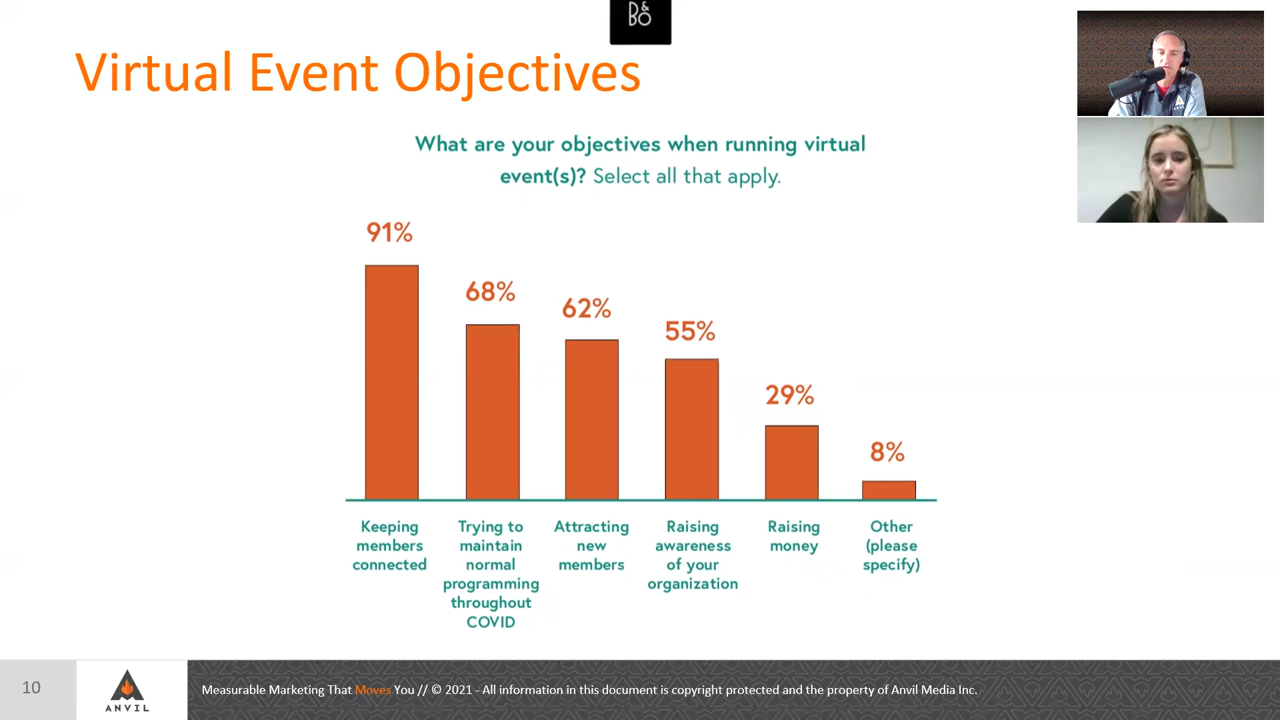 D&
BO
Virtual Event Objectives
What are your objectives when running virtual
event(s)? Select all that apply.
91%
68%
62%
55%
29%
8%
Keeping
members
connected
Trying to
maintain
normal
programming
throughout
COVID
Attracting
new
members
Raising
awareness
of your
organization
Raising
money
Other
(please
specify)
10
ANVIL
Measurable Marketing That Moves You // © 2021 - All information in this document is copyright protected and the property of Anvil Media Inc.